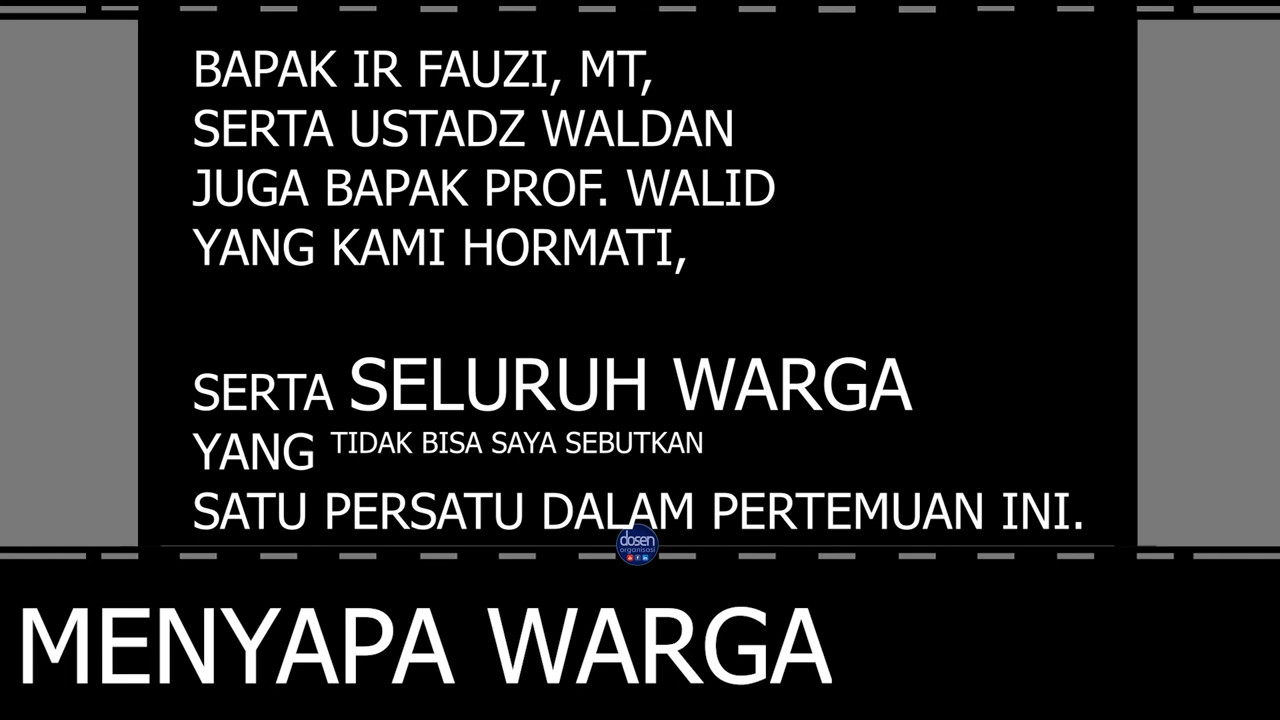 BAPAK IR FAUZI, MT,
SERTA USTADZ WALDAN
JUGA BAPAK PROF. WALID
YANG KAMI HORMATI,
SERTA SELURUH WARGA
YANG TIDAK BISA SAYA SEBUTKAN
SATU PERSATU DALAM PERTEMUAN INI.
dosen
organisasi
MENYAPA WARGA